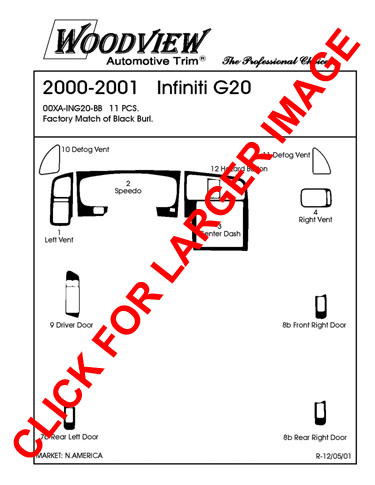 WOODVIEW
Automotive Trim®
The Professional Choice
2000-2001 Infiniti G20
00XA-ING20-BB 11 PCS.
Factory Match of Black Burl.
10 Defog Vent
11 Defog Vent
12 Hazard Button
2
Speedo
1
Left Vent
3
Center Dash
4
Right Vent
9 Driver Door
8b Front Right Door
7b Rear Left Door
8b Rear Right Door
MARKET: N.AMERICA
R-12/05/01
CLICK FOR LARGER IMAGE